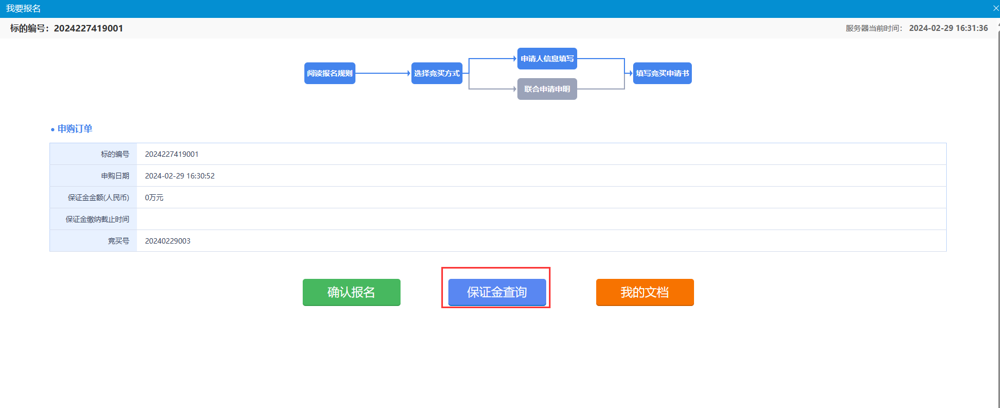 我要报名
标的编号：2024227419001
服务器当前时间： 2024-02-29 16:31:36
阅读报名规则
选择竞买方式
申请人信息填写
联合申请申明
填写竞买申请书
申购订单
标的编号 2024227419001
申购日期 2024-02-29 16:30:52
保证金金额(人民币) 0万元
保证金缴纳截止时间
竞买号 20240229003
确认报名
保证金查询
我的文档